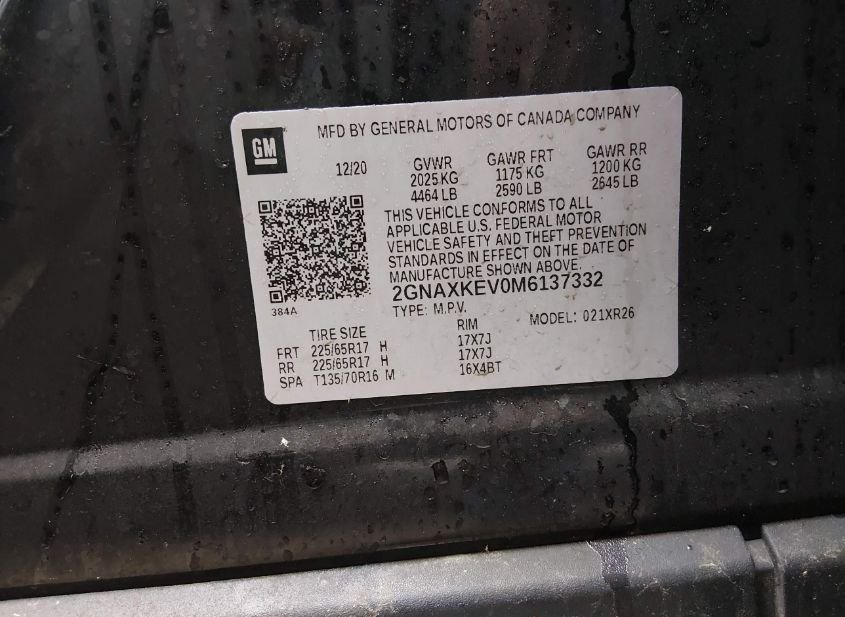 MFD BY GENERAL MOTORS OF CANADA COMPANY
GM
12/20
GVWR GAWR FRT GAWR RR
2025 KG 1175 KG 1200 KG
4464 LB 2590 LB 2645 LB
THIS VEHICLE CONFORMS TO ALL
APPLICABLE U.S. FEDERAL MOTOR
VEHICLE SAFETY AND THEFT PREVENTION
STANDARDS IN EFFECT ON THE DATE OF
MANUFACTURE SHOWN ABOVE.
2GNAXKEV0M6137332
384A
TYPE: M.P.V. MODEL: 021XR26
TIRE SIZE RIM
FRT 225/65R17 H 17X7J
RR 225/65R17 H 17X7J
SPA T135/70R16 M 16X4BT